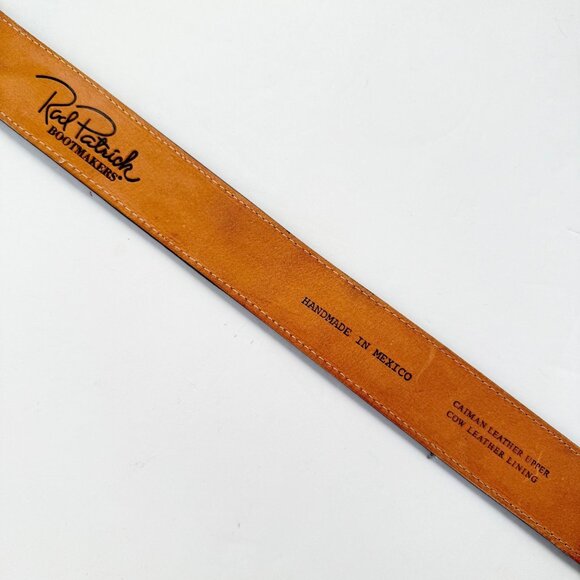 Rod Patrick
BOOTMAKERS®
HANDMADE IN MEXICO
CAIMAN LEATHER UPPER
COW LEATHER LINING